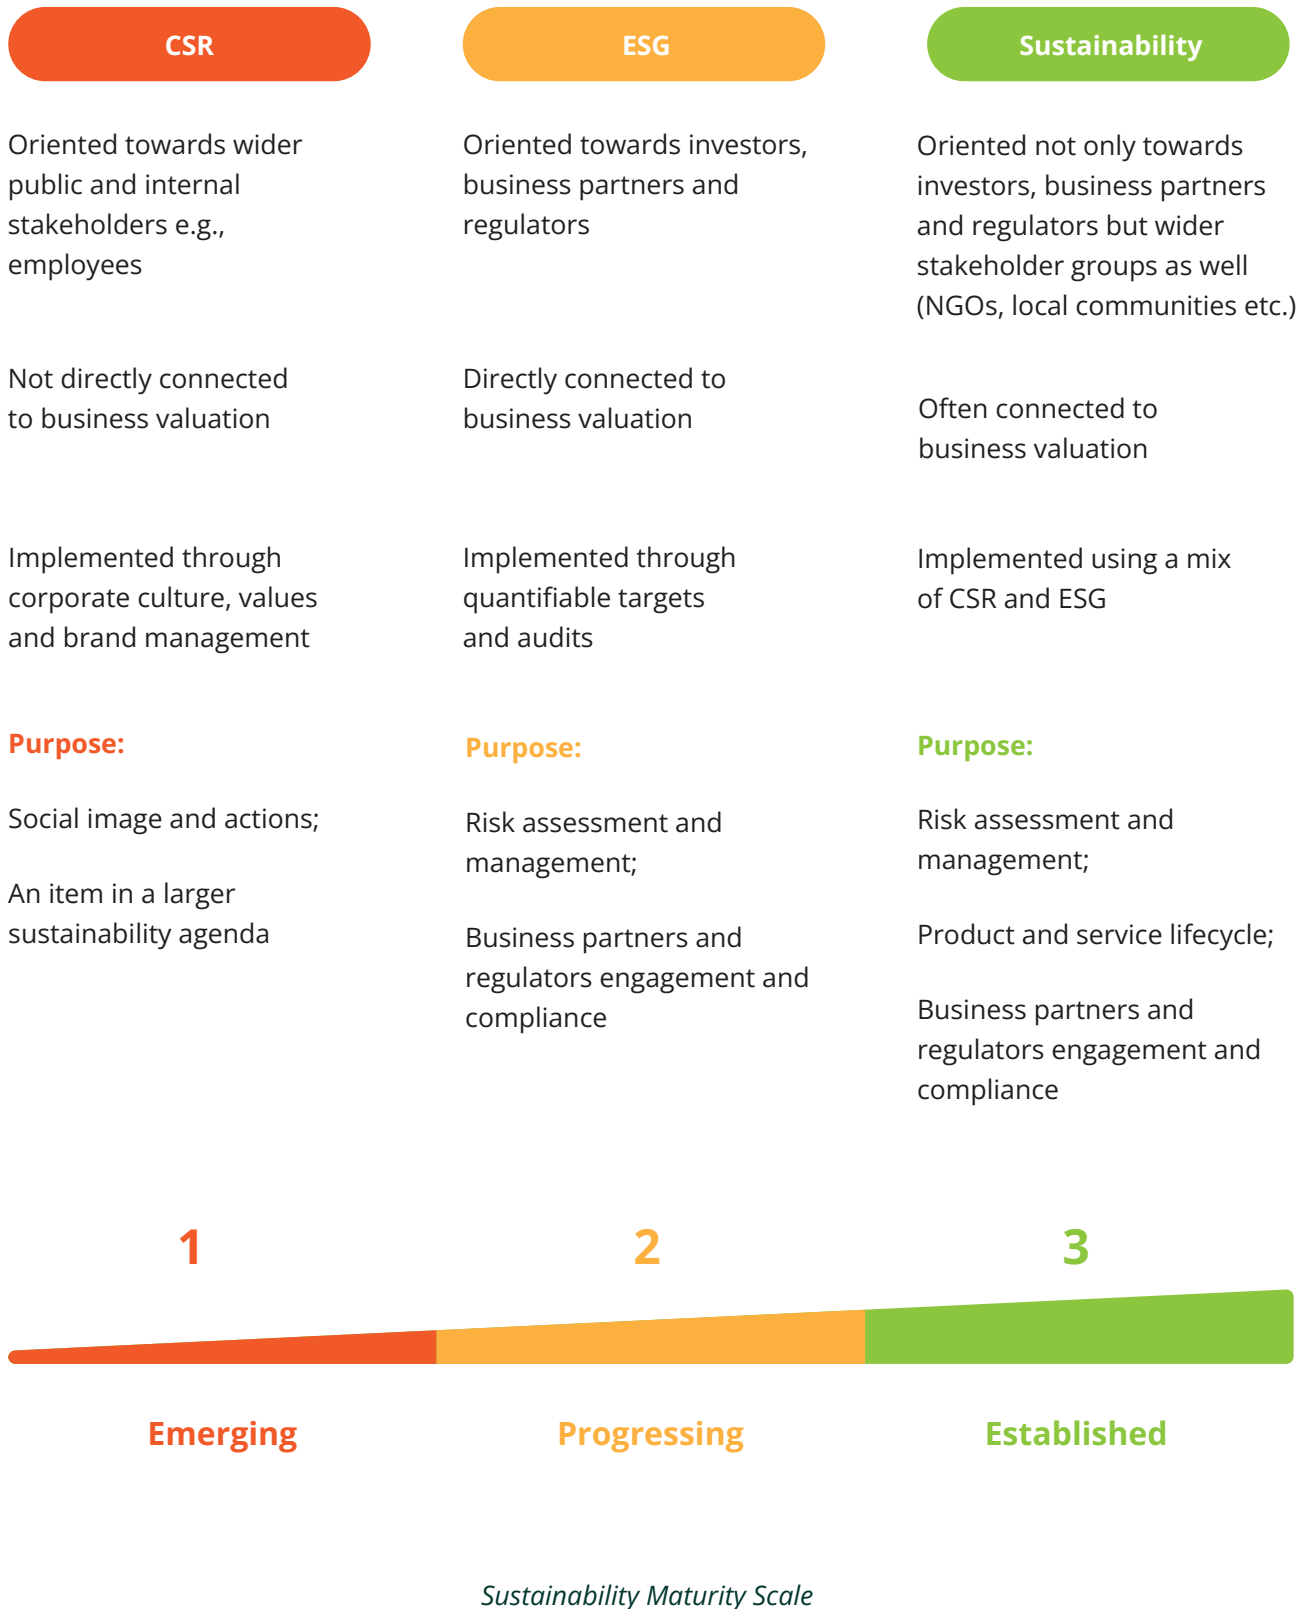 CSR
Oriented towards wider
public and internal
stakeholders e.g.,
employees
Not directly connected
to business valuation
Implemented through
corporate culture, values
and brand management
Purpose:
Social image and actions;
An item in a larger
sustainability agenda
ESG
Oriented towards investors,
business partners and
regulators
Directly connected to
business valuation
Implemented through
quantifiable targets
and audits
Purpose:
Risk assessment and
management;
Business partners and
regulators engagement and
compliance
Sustainability
Oriented not only towards
investors, business partners
and regulators but wider
stakeholder groups as well
(NGOs, local communities etc.)
Often connected to
business valuation
Implemented using a mix
of CSR and ESG
Purpose:
Risk assessment and
management;
Product and service lifecycle;
Business partners and
regulators engagement and
compliance
1
2
3
Emerging
Progressing
Established
Sustainability Maturity Scale